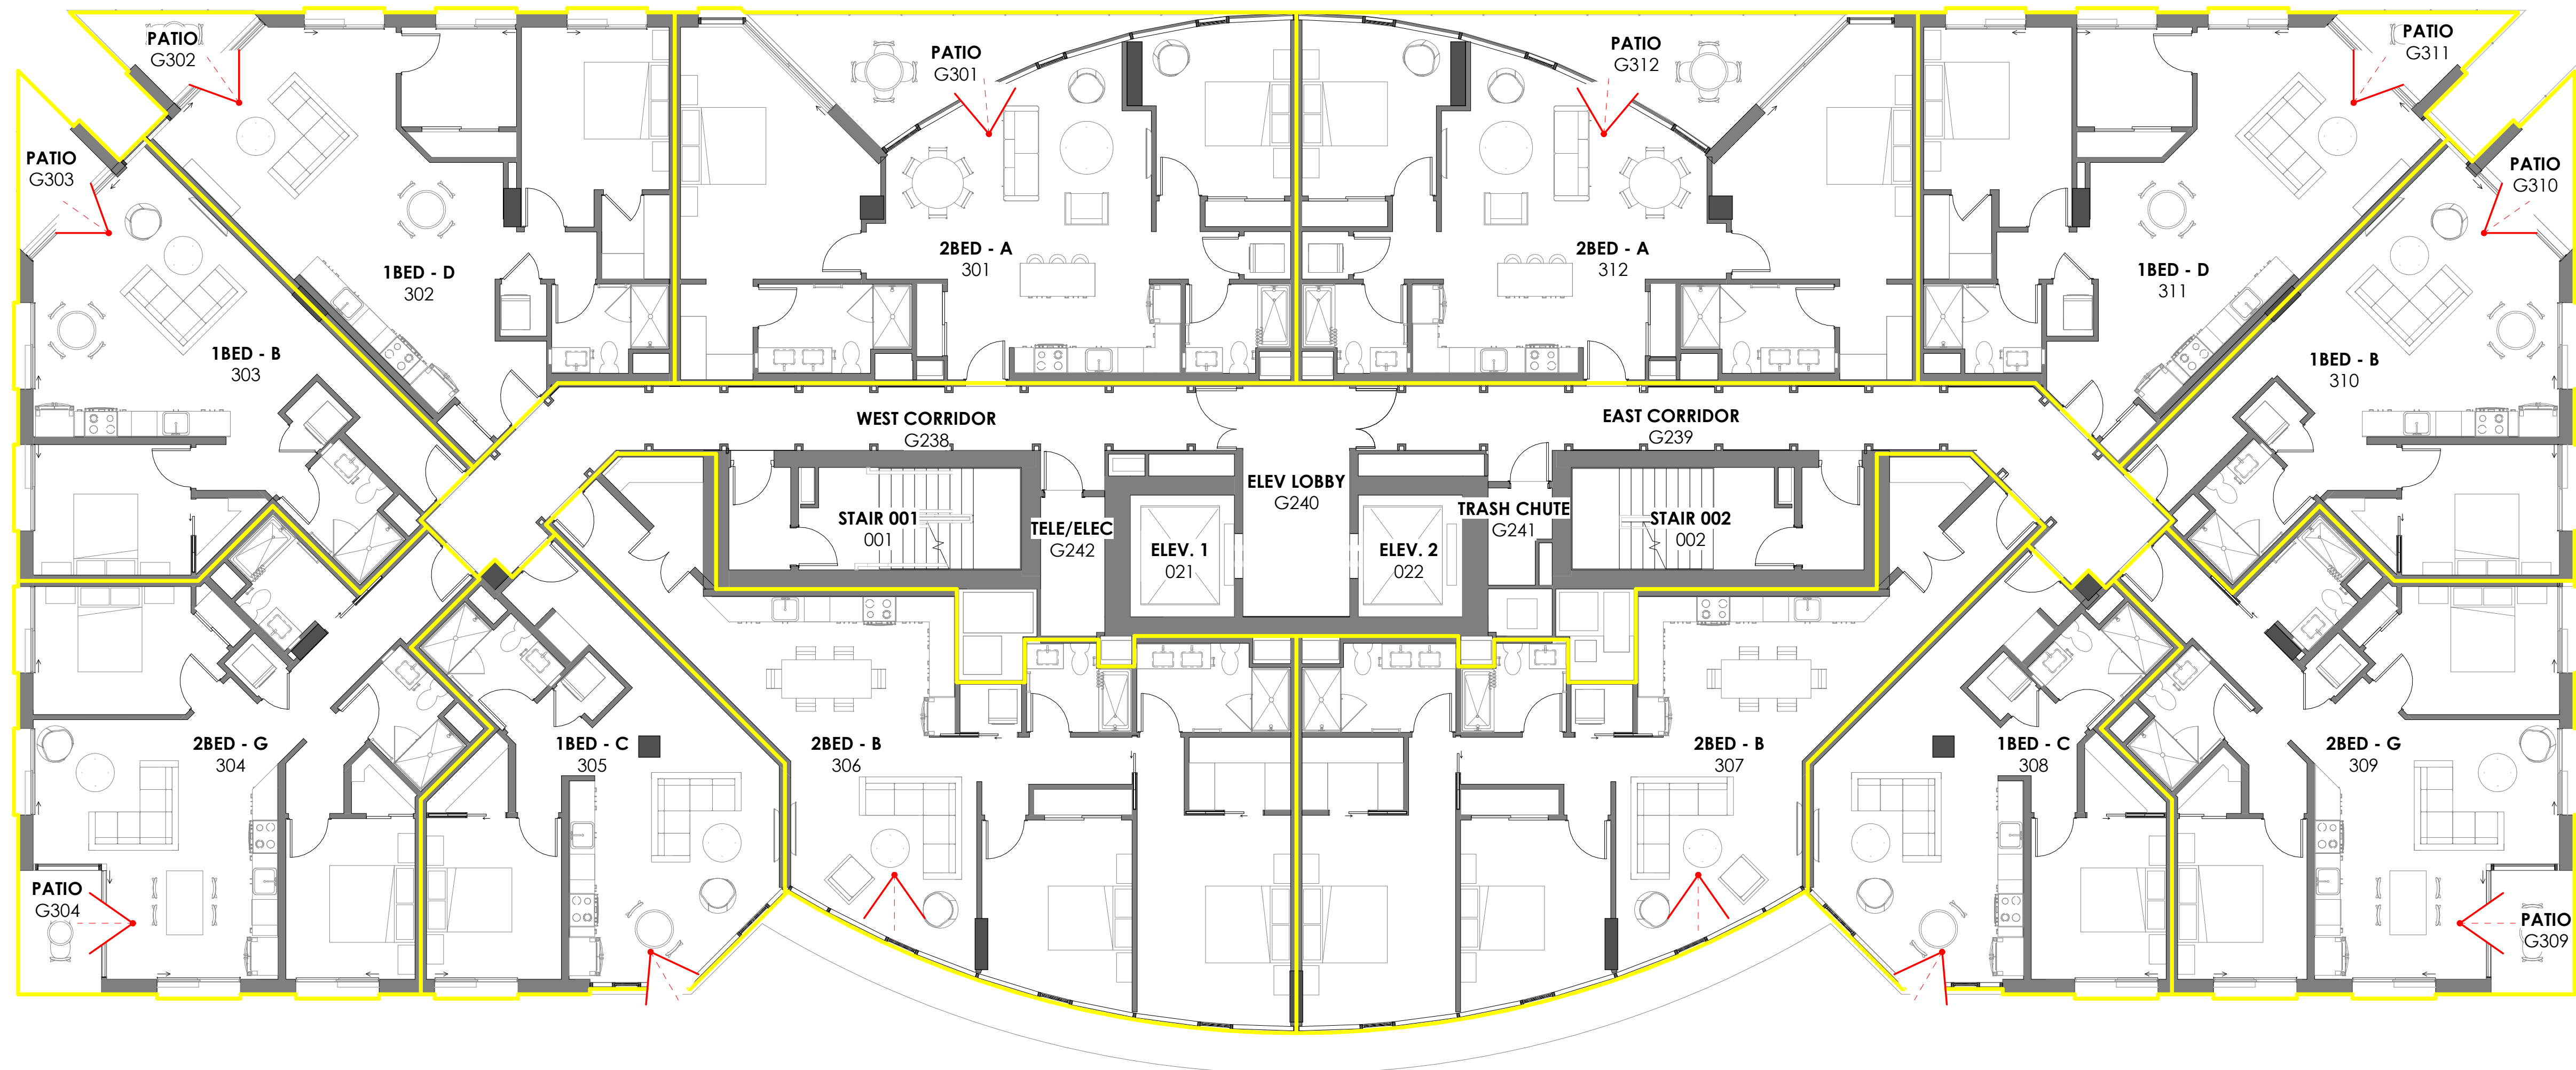 PATIO
G302
PATIO
G301
PATIO
G312
PATIO
G311
PATIO
G303
PATIO
G310
1BED - D
302
2BED - A
301
2BED - A
312
1BED - D
311
1BED - B
303
1BED - B
310
WEST CORRIDOR
G238
EAST CORRIDOR
G239
ELEV LOBBY
G240
STAIR 001
001
TELE/ELEC
G242
ELEV. 1
021
ELEV. 2
022
TRASH CHUTE
G241
STAIR 002
002
2BED - G
304
1BED - C
305
2BED - B
306
2BED - B
307
1BED - C
308
2BED - G
309
PATIO
G304
PATIO
G309